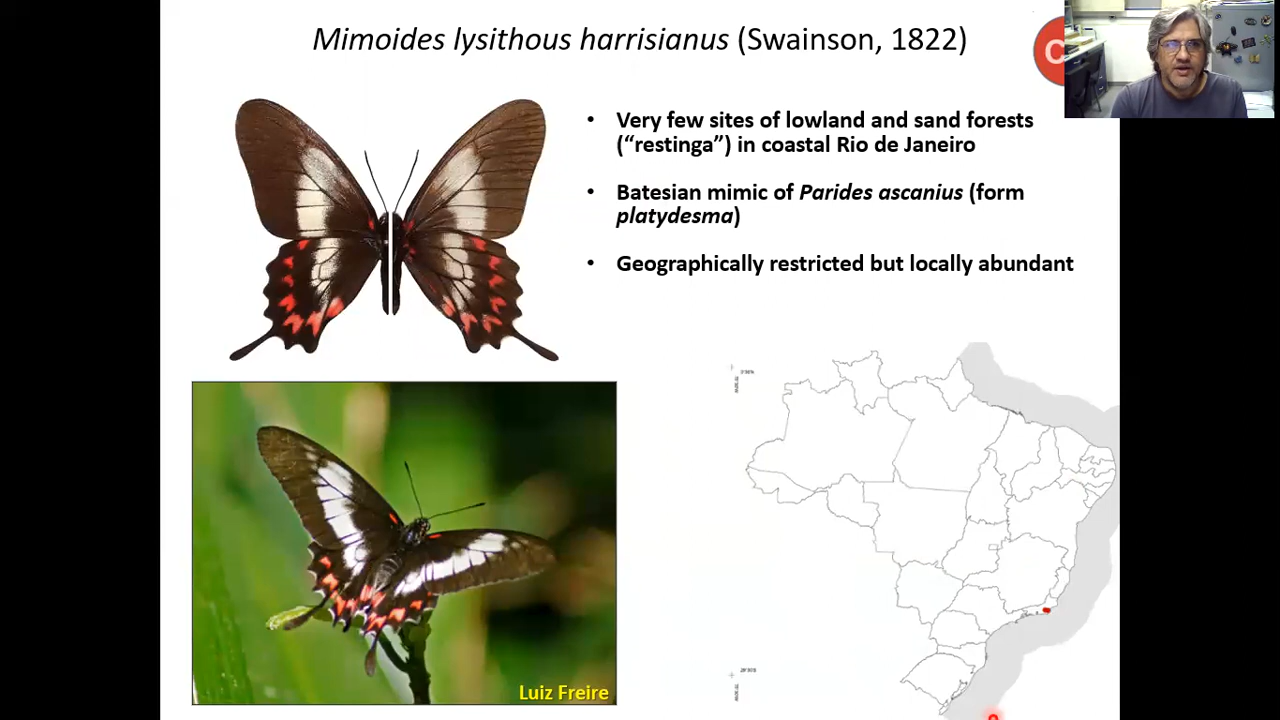 Mimoides lysithous harrisianus (Swainson, 1822)
C
• Very few sites of lowland and sand forests
(“restinga”) in coastal Rio de Janeiro
• Batesian mimic of Parides ascanius (form
platydesma)
• Geographically restricted but locally abundant
Luiz Freire